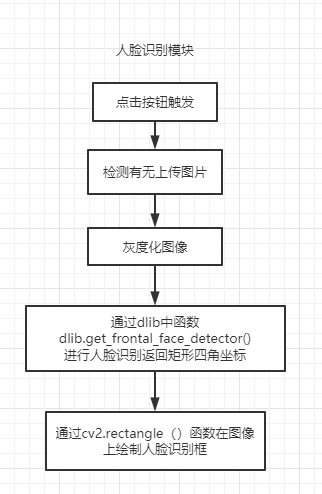 人脸识别模块
点击按钮触发
检测有无上传图片
灰度化图像
通过dlib中函数
dlib.get_frontal_face_detector()
进行人脸识别返回矩形四角坐标
通过cv2.rectangle（）函数在图像
上绘制人脸识别框